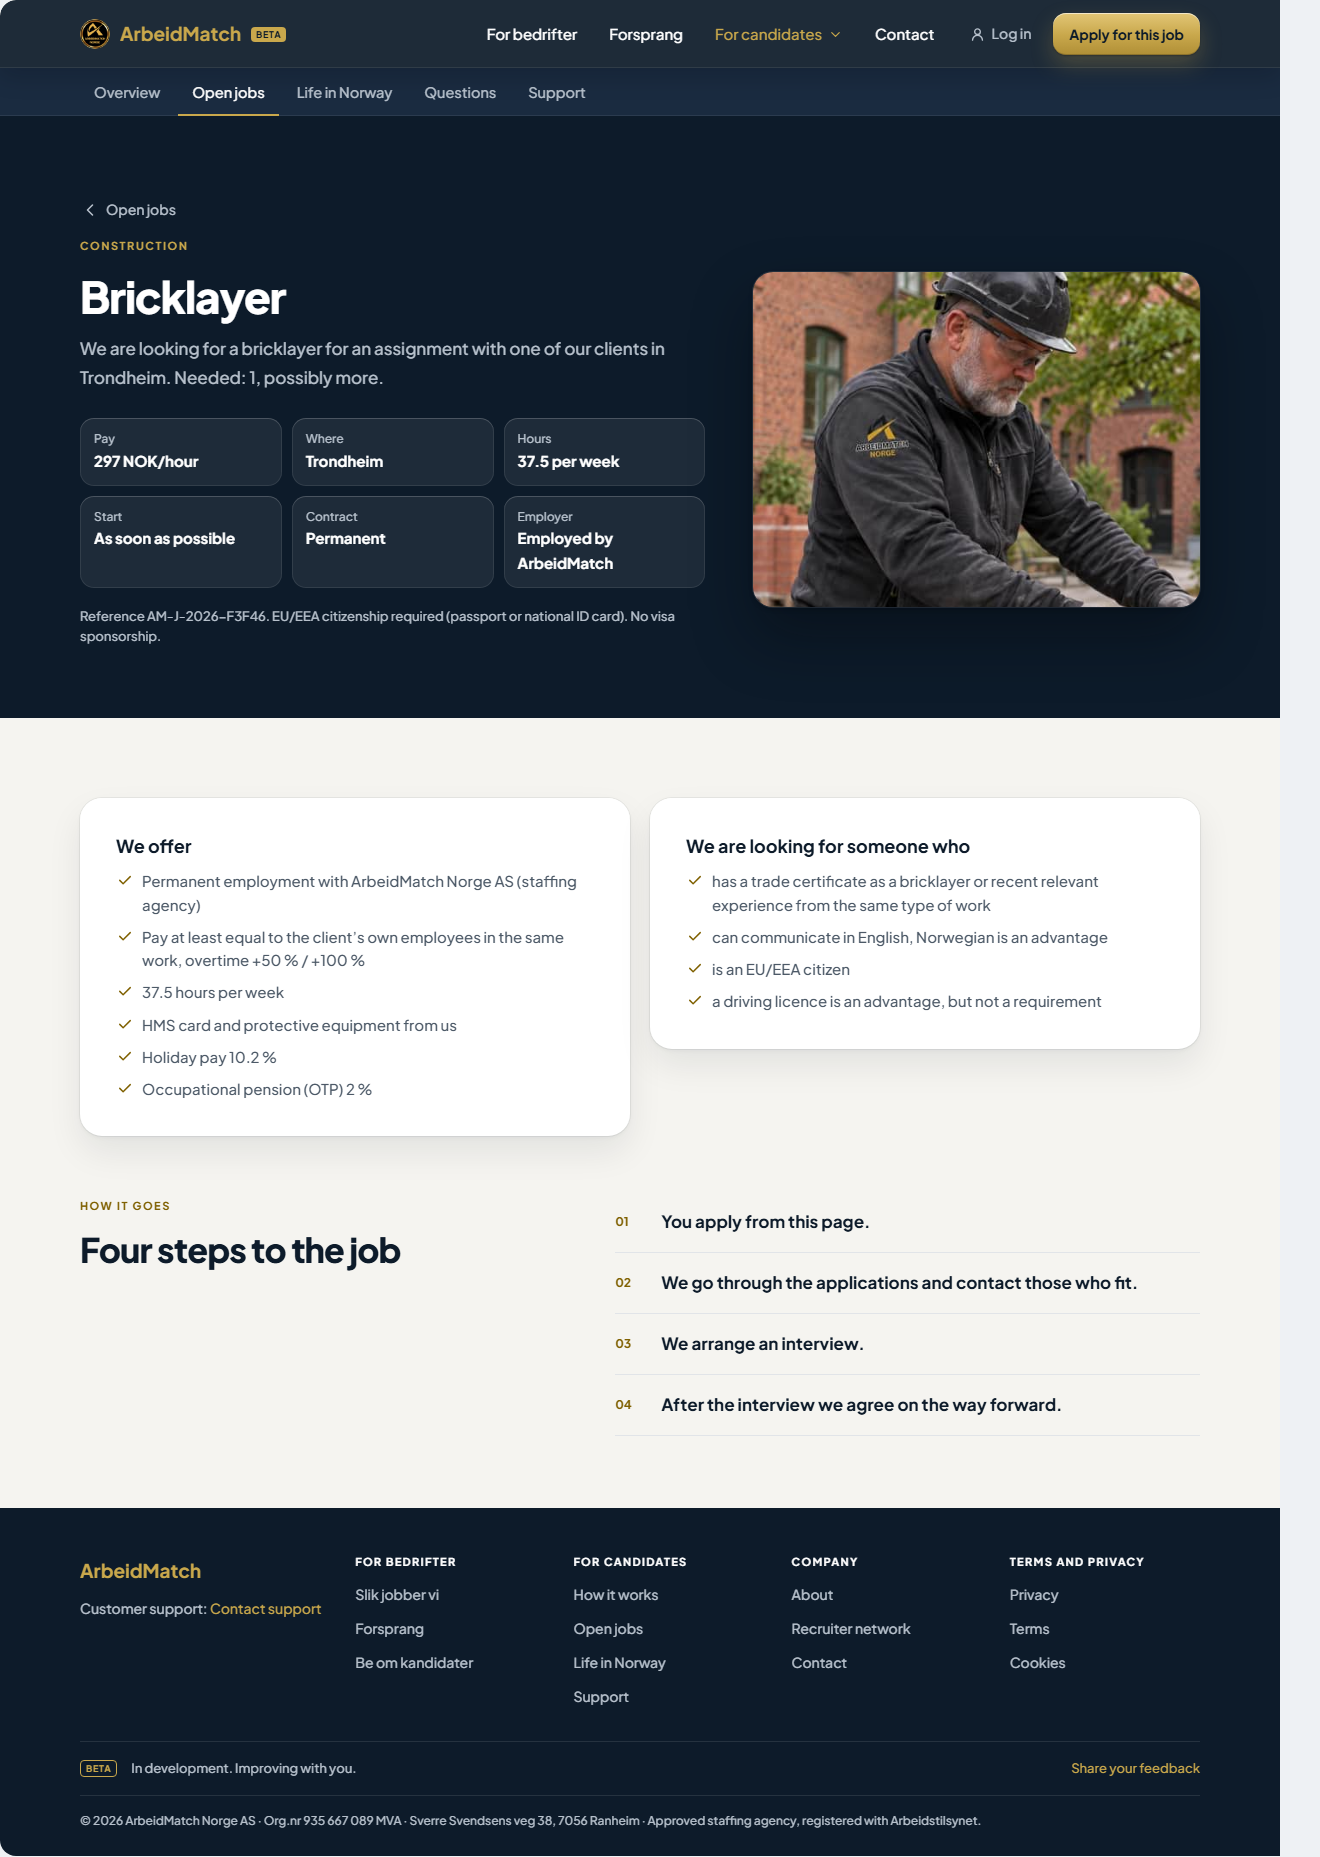 ArbeidMatch BETA
For bedrifter Forsprang For candidates Contact Log in Apply for this job
Overview Open jobs Life in Norway Questions Support
Open jobs
CONSTRUCTION
Bricklayer
We are looking for a bricklayer for an assignment with one of our clients in
Trondheim. Needed: 1, possibly more.
Pay
297 NOK/hour
Where
Trondheim
Hours
37.5 per week
Start
As soon as possible
Contract
Permanent
Employer
Employed by
ArbeidMatch
Reference AM-J-2026-F3F46. EU/EEA citizenship required (passport or national ID card). No visa
sponsorship.
ARBEIDMATCH
NORGE
We offer
Permanent employment with ArbeidMatch Norge AS (staffing
agency)
Pay at least equal to the client's own employees in the same
work, overtime +50 % / +100 %
37.5 hours per week
HMS card and protective equipment from us
Holiday pay 10.2 %
Occupational pension (OTP) 2 %
We are looking for someone who
has a trade certificate as a bricklayer or recent relevant
experience from the same type of work
can communicate in English, Norwegian is an advantage
is an EU/EEA citizen
a driving licence is an advantage, but not a requirement
HOW IT GOES
Four steps to the job
01 You apply from this page.
02 We go through the applications and contact those who fit.
03 We arrange an interview.
04 After the interview we agree on the way forward.
ArbeidMatch
Customer support: Contact support
FOR BEDRIFTER
Slik jobber vi
Forsprang
Be om kandidater
FOR CANDIDATES
How it works
Open jobs
Life in Norway
Support
COMPANY
About
Recruiter network
Contact
TERMS AND PRIVACY
Privacy
Terms
Cookies
BETA In development. Improving with you. Share your feedback
© 2026 ArbeidMatch Norge AS · Org.nr 935 667 089 MVA · Sverre Svendsens veg 38, 7056 Ranheim · Approved staffing agency, registered with Arbeidstilsynet.